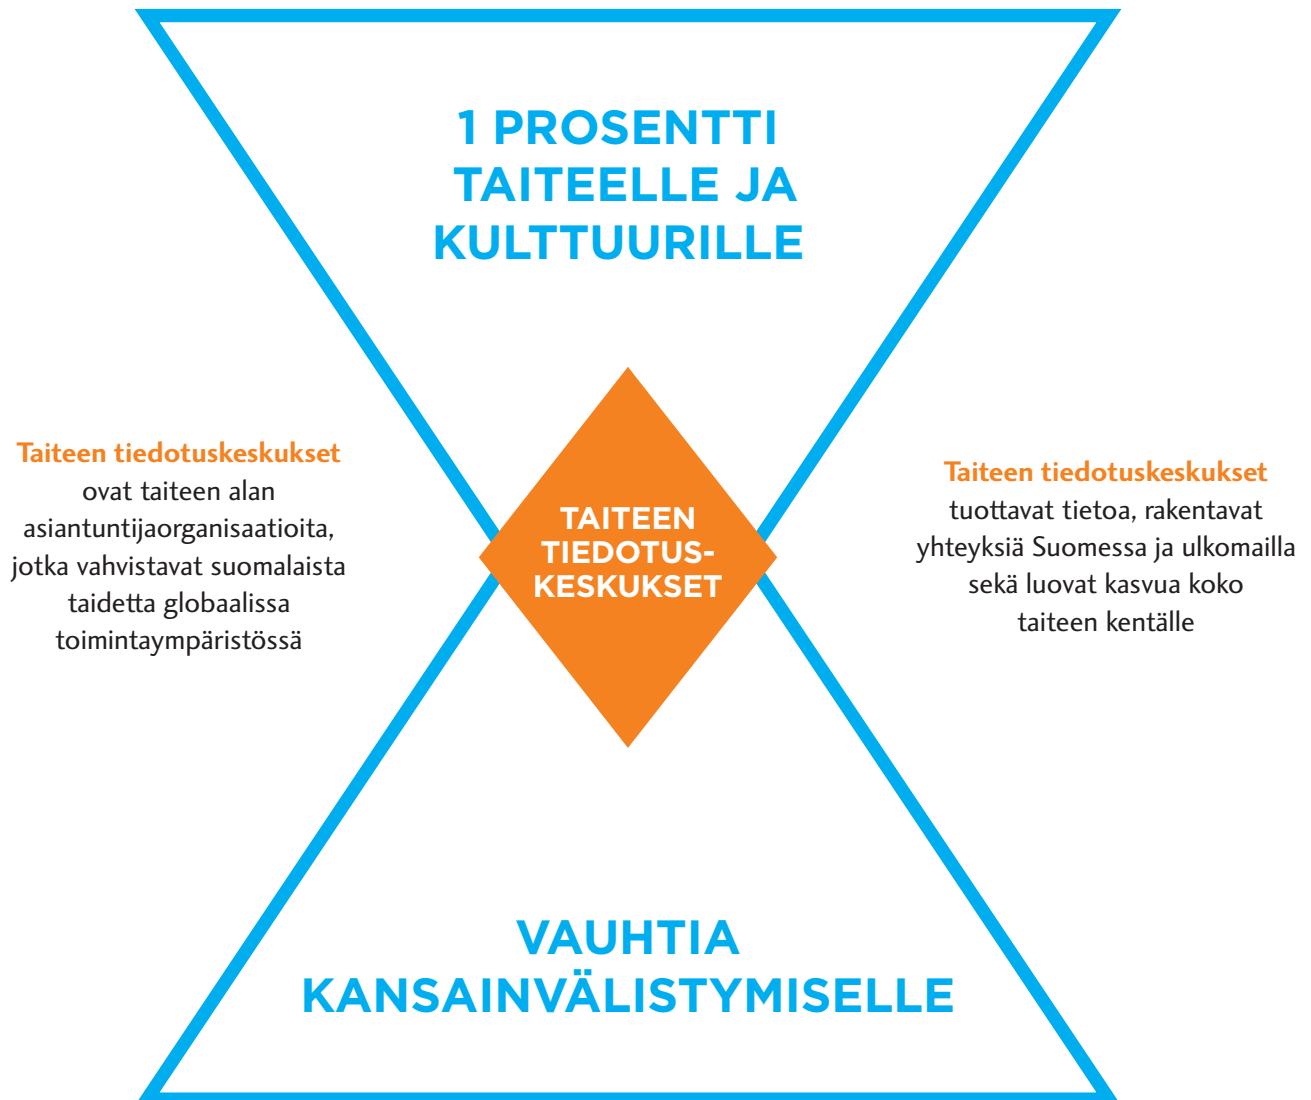 1 PROSENTTI
TAITEELLE JA
KULTTUURILLE
Taiteen tiedotuskeskukset
ovat taiteen alan
asiantuntijaorganisaatioita,
jotka vahvistavat suomalaista
taidetta globaalissa
toimintaympäristössä
TAITEEN
TIEDOTUS-
KESKUKSET
Taiteen tiedotuskeskukset
tuottavat tietoa, rakentavat
yhteyksiä Suomessa ja ulkomailla
sekä luovat kasvua koko
taiteen kentälle
VAUHTIA
KANSAINVÄLISTYMISELLE